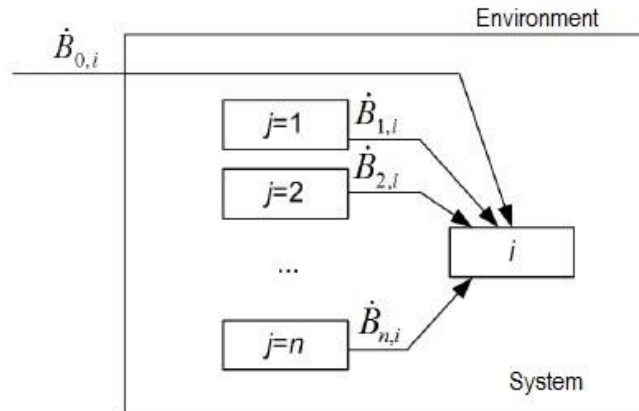 Environment
Ḃ0,i
j=1
Ḃ1,i
j=2
Ḃ2,i
i
...
j=n
Ḃn,i
System